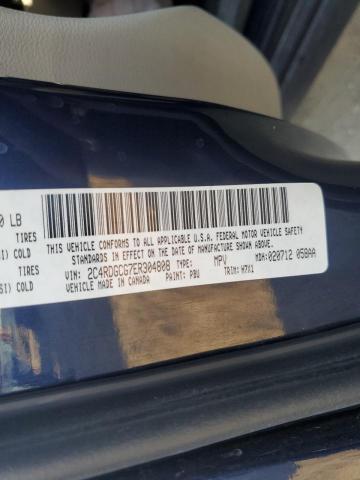 0 LB
TIRES
SI) COLD
TIRES
SI) COLD
THIS VEHICLE CONFORMS TO ALL APPLICABLE U.S.A. FEDERAL MOTOR VEHICLE SAFETY
STANDARDS IN EFFECT ON THE DATE OF MANUFACTURE SHOWN ABOVE.
MDH:020712 058AA
VIN: 2C4RDGCG7ER304808 TYPE: MPV
VEHICLE MADE IN CANADA PAINT: PBU TRIM: H7X1